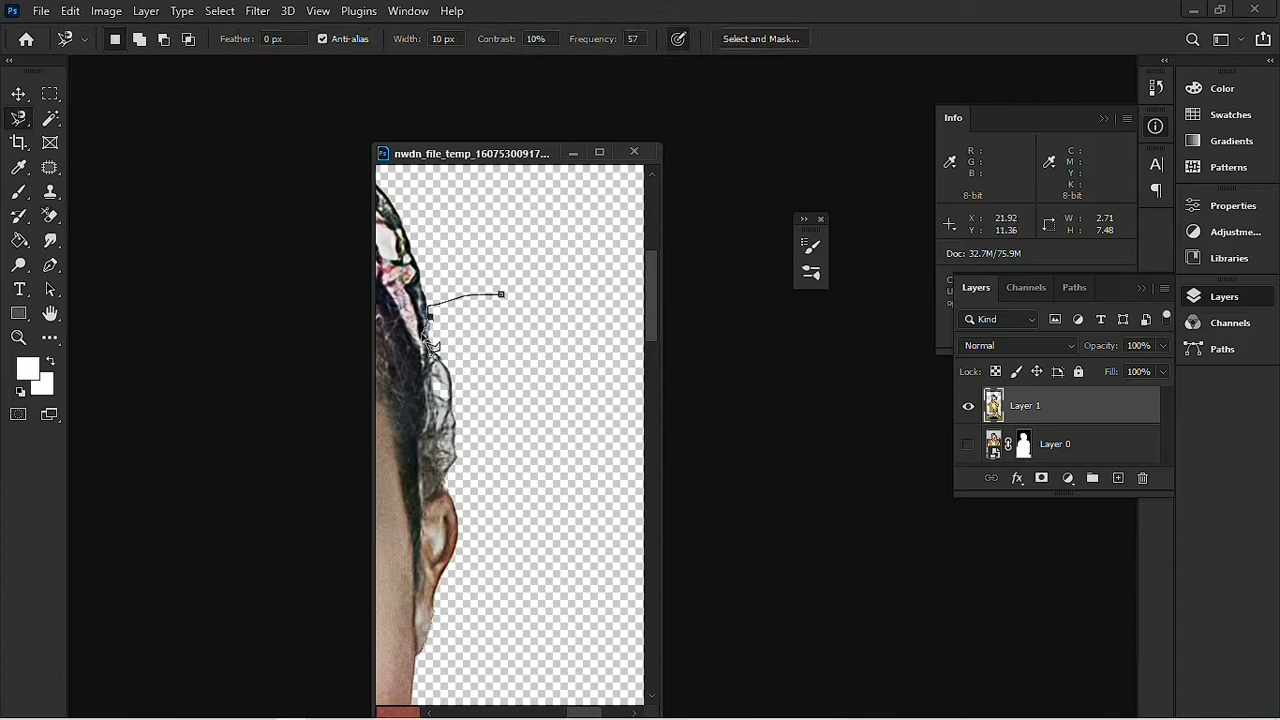 Ps File Edit Image Layer Type Select Filter 3D View Plugins Window Help
Feather: 0 px Anti-alias Width: 10 px Contrast: 10% Frequency: 57 Select and Mask...
Ps nwdn_file_temp_16075300917...
Info
R:
G:
B:
8-bit
C:
M:
Y:
K:
8-bit
X: 21.92
Y: 11.36
W: 2.71
H: 7.48
Doc: 32.7M/75.9M
Layers Channels Paths
Kind
Normal Opacity: 100%
Lock: Fill: 100%
Layer 1
Layer 0
fx
Color
Swatches
Gradients
Patterns
Properties
Adjustme...
Libraries
Layers
Channels
Paths